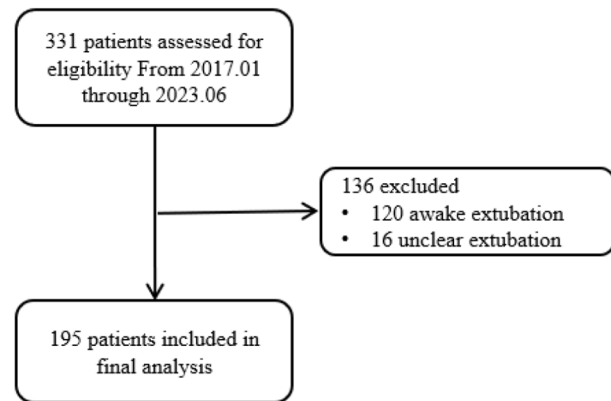 331 patients assessed for
eligibility From 2017.01
through 2023.06
136 excluded
• 120 awake extubation
• 16 unclear extubation
195 patients included in
final analysis